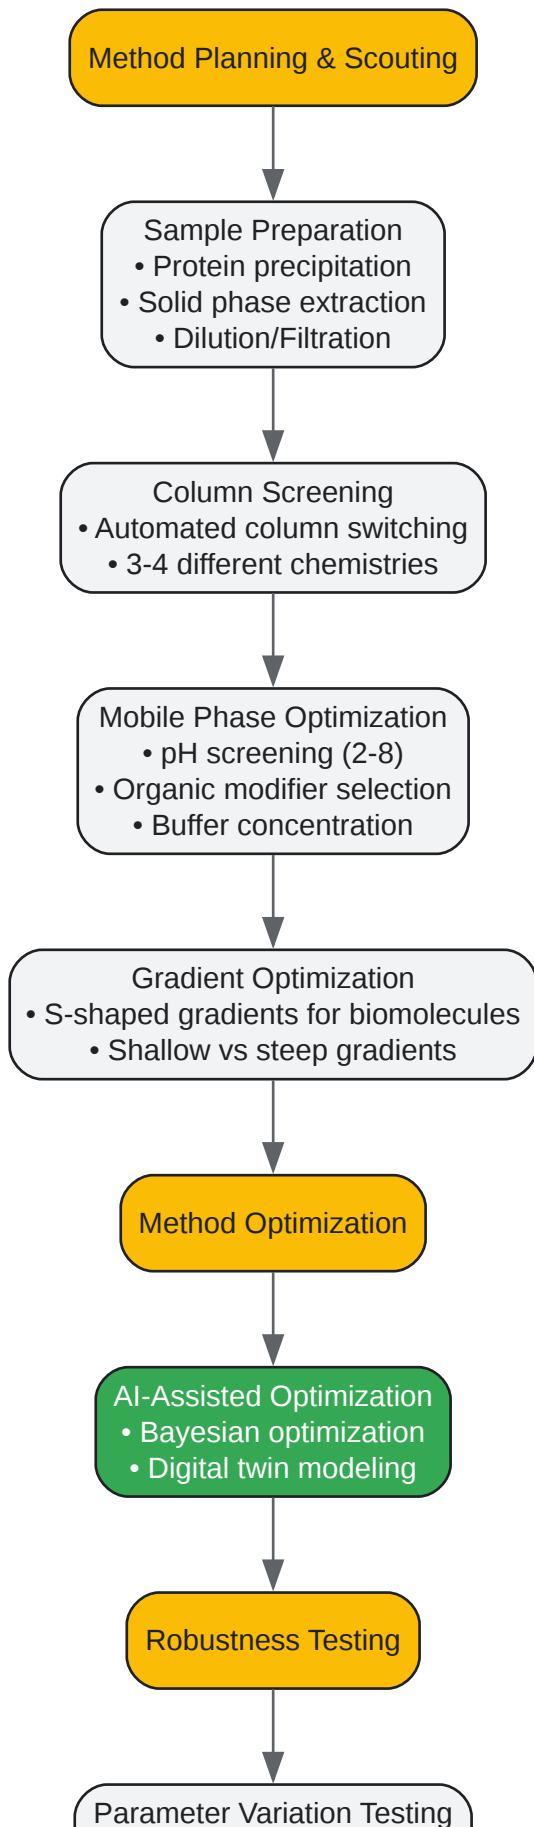 Method Planning & Scouting
Sample Preparation
• Protein precipitation
• Solid phase extraction
• Dilution/Filtration
Column Screening
• Automated column switching
• 3-4 different chemistries
Mobile Phase Optimization
• pH screening (2-8)
• Organic modifier selection
• Buffer concentration
Gradient Optimization
• S-shaped gradients for biomolecules
• Shallow vs steep gradients
Method Optimization
AI-Assisted Optimization
• Bayesian optimization
• Digital twin modeling
Robustness Testing
Parameter Variation Testing